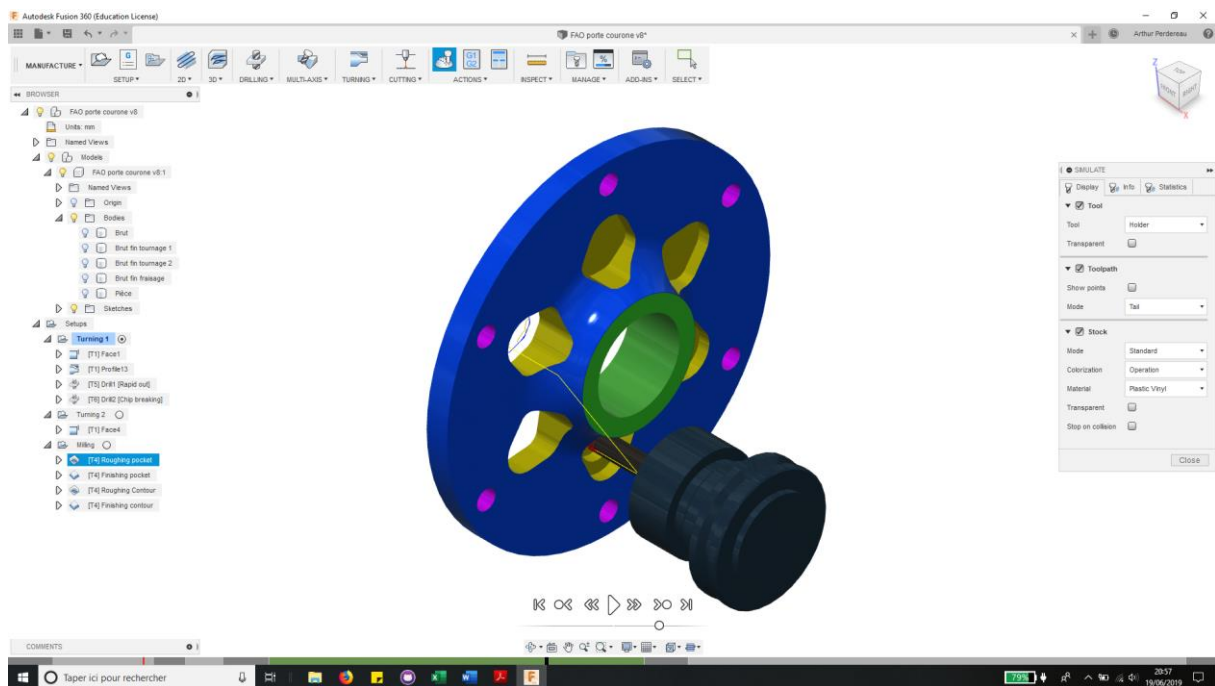 Autodesk Fusion 360 (Education License)
FAO porte courone v8*
Arthur Perdereau
MANUFACTURE
SETUP
2D
3D
DRILLING
MULTI-AXIS
TURNING
CUTTING
ACTIONS
INSPECT
MANAGE
ADD-INS
SELECT
G1
G2
BROWSER
FAO porte courone v8
Units: mm
Named Views
Models
FAO porte courone v8:1
Named Views
Origin
Bodies
Brut
Brut fin tournage 1
Brut fin tournage 2
Brut fin fraisage
Pièce
Sketches
Setups
Turning 1
[T1] Face1
[T1] Profile13
[T5] Drill1 [Rapid out]
[T6] Drill2 [Chip breaking]
Turning 2
[T1] Face4
Milling
[T4] Roughing pocket
[T4] Finishing pocket
[T4] Roughing Contour
[T4] Finishing contour
Z
TOP
FRONT
RIGHT
X
SIMULATE
Display
Info
Statistics
Tool
Tool Holder
Transparent
Toolpath
Show points
Mode Tail
Stock
Mode Standard
Colorization Operation
Material Plastic Vinyl
Transparent
Stop on collision
Close
COMMENTS
Taper ici pour rechercher
79%
20:57
19/06/2019